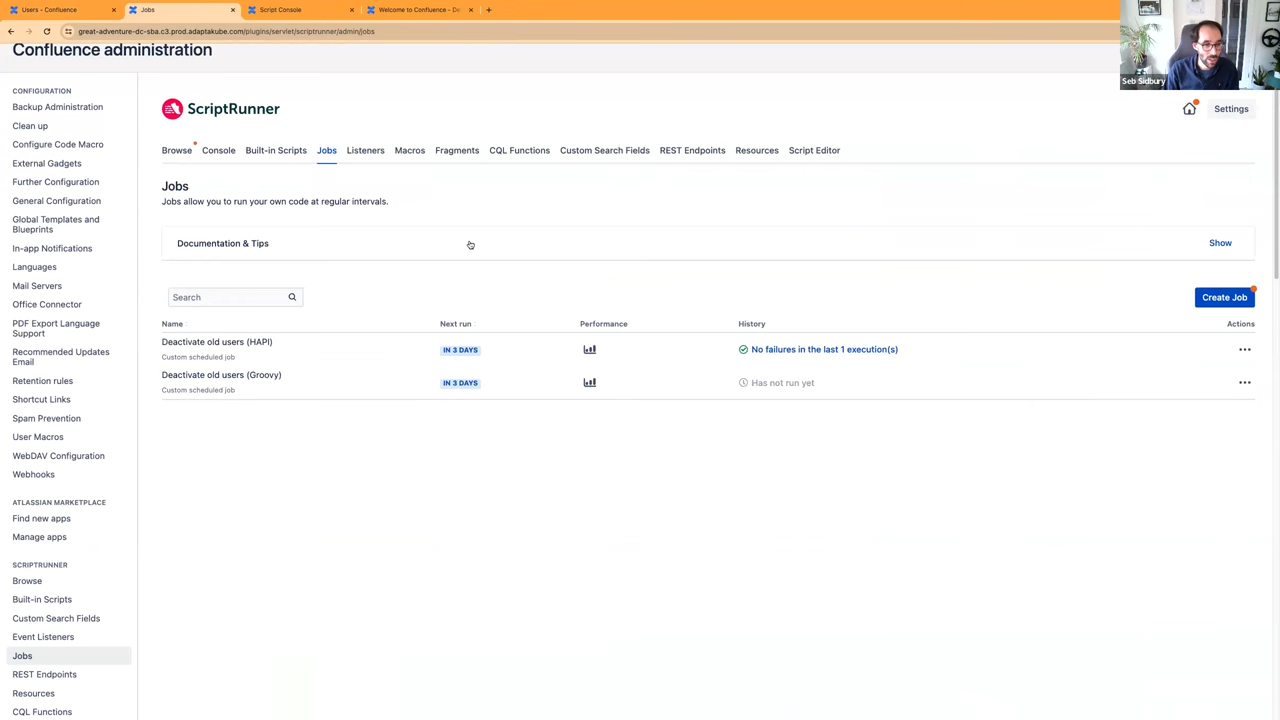 Users - Confluence
Jobs
Script Console
Welcome to Confluence - De
great-adventure-dc-sba.c3.prod.adaptakube.com/plugins/servlet/scriptrunner/admin/jobs
Seb Sidbury
Confluence administration
CONFIGURATION
Backup Administration
Clean up
Configure Code Macro
External Gadgets
Further Configuration
General Configuration
Global Templates and
Blueprints
In-app Notifications
Languages
Mail Servers
Office Connector
PDF Export Language
Support
Recommended Updates
Email
Retention rules
Shortcut Links
Spam Prevention
User Macros
WebDAV Configuration
Webhooks
ATLASSIAN MARKETPLACE
Find new apps
Manage apps
SCRIPTRUNNER
Browse
Built-in Scripts
Custom Search Fields
Event Listeners
Jobs
REST Endpoints
Resources
CQL Functions
ScriptRunner
Settings
Browse Console Built-in Scripts Jobs Listeners Macros Fragments CQL Functions Custom Search Fields REST Endpoints Resources Script Editor
Jobs
Jobs allow you to run your own code at regular intervals.
Documentation & Tips Show
Search
Create Job
Name Next run Performance History Actions
Deactivate old users (HAPI)
Custom scheduled job
IN 3 DAYS
No failures in the last 1 execution(s)
Deactivate old users (Groovy)
Custom scheduled job
IN 3 DAYS
Has not run yet